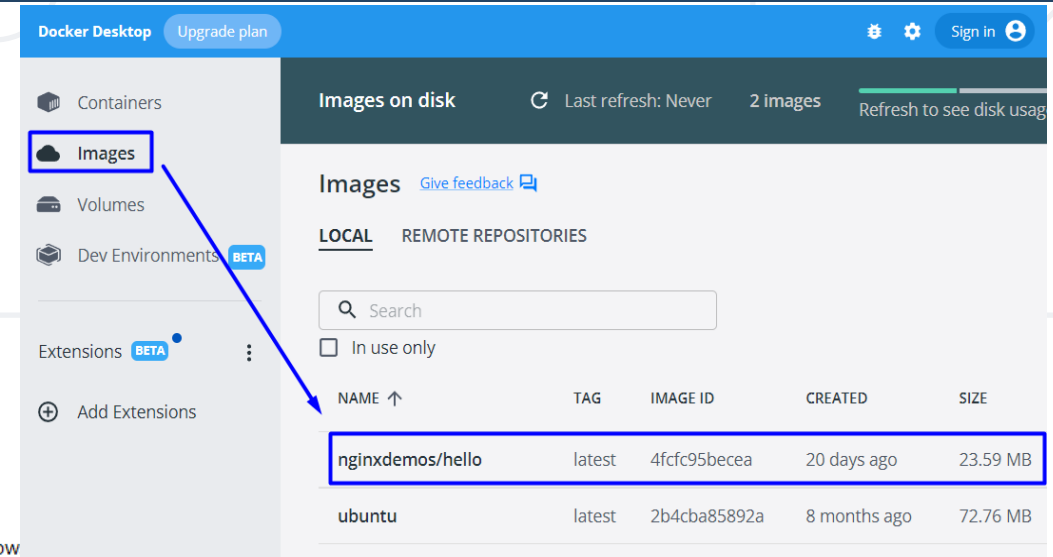 Docker Desktop Upgrade plan Sign in
Containers
Images
Volumes
Dev Environments BETA
Extensions BETA
Add Extensions
Images on disk Last refresh: Never 2 images
Refresh to see disk usag
Images Give feedback
LOCAL REMOTE REPOSITORIES
Search
In use only
NAME TAG IMAGE ID CREATED SIZE
nginxdemos/hello latest 4fcfc95becea 20 days ago 23.59 MB
ubuntu latest 2b4cba85892a 8 months ago 72.76 MB
ow